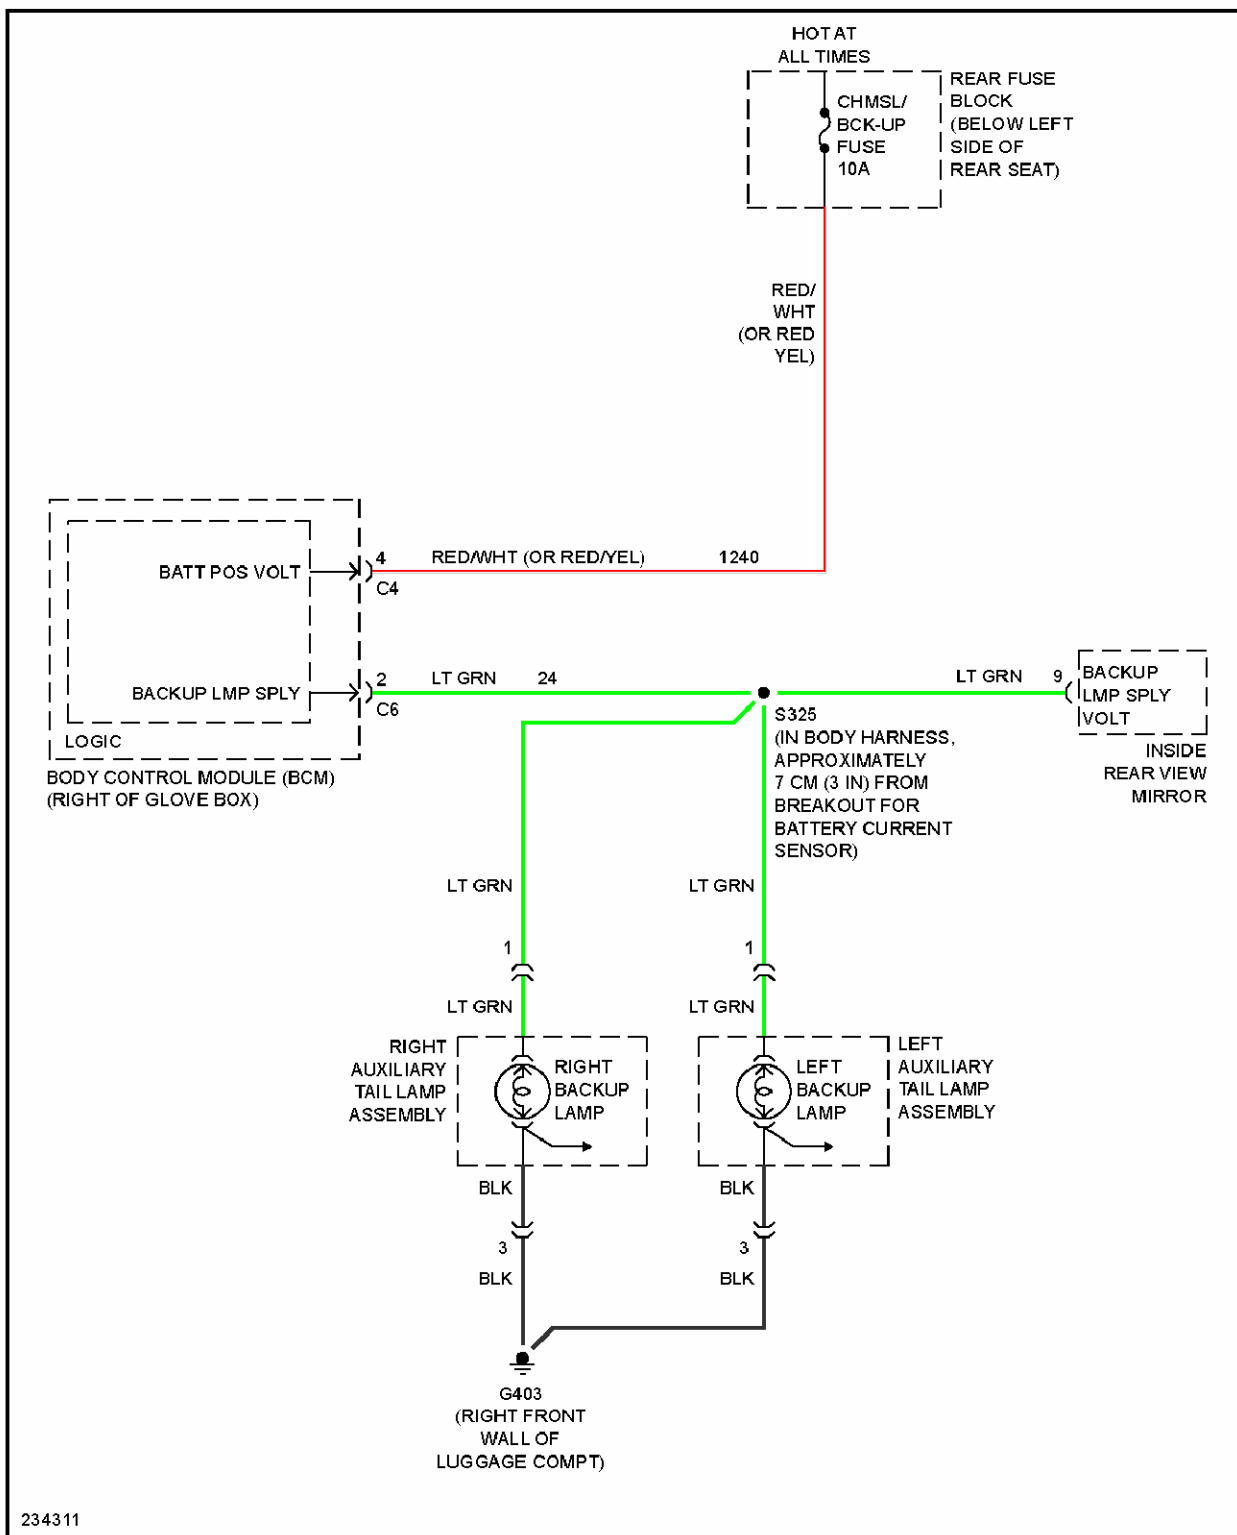 HOT AT
ALL TIMES
CHMSL/
BCK-UP
FUSE
10A
REAR FUSE
BLOCK
(BELOW LEFT
SIDE OF
REAR SEAT)
RED/
WHT
(OR RED
YEL)
BATT POS VOLT
4
C4
RED/WHT (OR RED/YEL)
1240
BACKUP LMP SPLY
2
C6
LT GRN
24
LOGIC
BODY CONTROL MODULE (BCM)
(RIGHT OF GLOVE BOX)
S325
(IN BODY HARNESS,
APPROXIMATELY
7 CM (3 IN) FROM
BREAKOUT FOR
BATTERY CURRENT
SENSOR)
LT GRN
9
BACKUP
LMP SPLY
VOLT
INSIDE
REAR VIEW
MIRROR
LT GRN
LT GRN
1
1
LT GRN
LT GRN
RIGHT
AUXILIARY
TAIL LAMP
ASSEMBLY
RIGHT
BACKUP
LAMP
LEFT
BACKUP
LAMP
LEFT
AUXILIARY
TAIL LAMP
ASSEMBLY
BLK
BLK
3
3
BLK
BLK
G403
(RIGHT FRONT
WALL OF
LUGGAGE COMPT)
234311